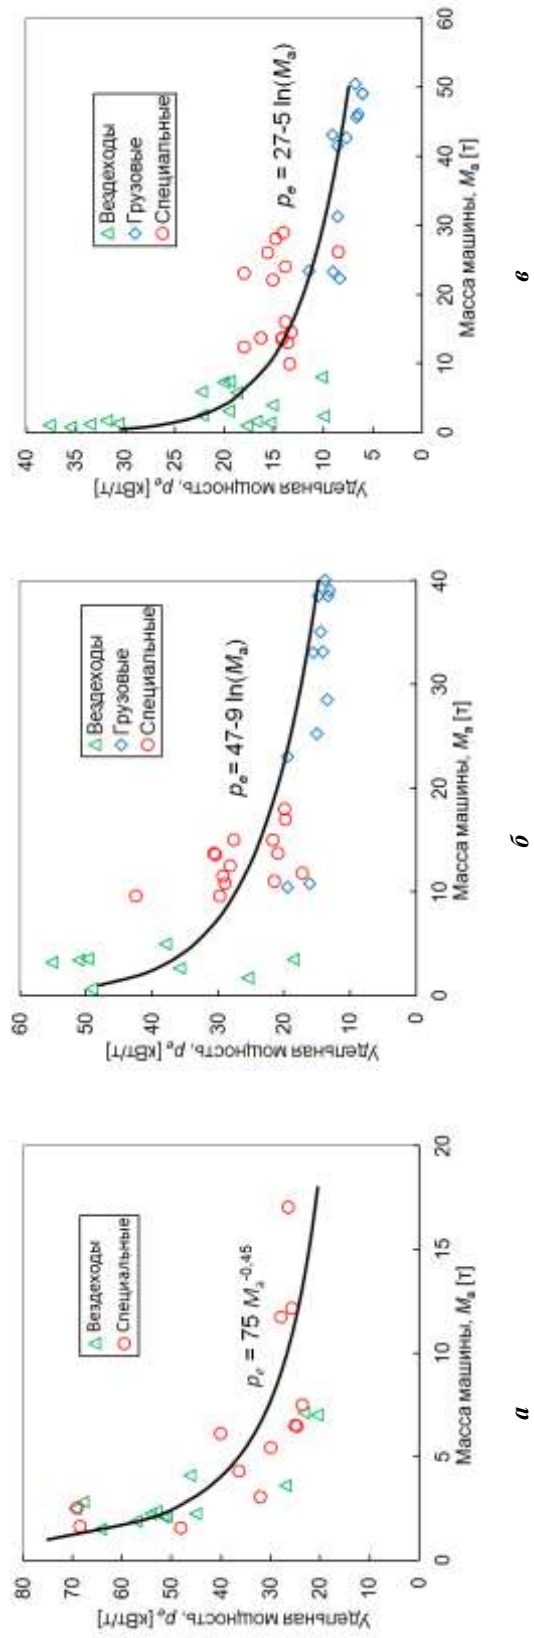 80
70
60
50
40
30
20
10
0
Удельная мощность, pₑ [кВт/т]
△ Вездеходы
○ Специальные
pₑ = 75 Mₐ⁻⁰,⁴⁵
0 5 10 15 20
Масса машины, Mₐ [т]
а
60
50
40
30
20
10
0
Удельная мощность, pₑ [кВт/т]
△ Вездеходы
◇ Грузовые
○ Специальные
pₑ= 47-9 ln(Mₐ)
0 10 20 30 40
Масса машины, Mₐ [т]
б
40
35
30
25
20
15
10
5
0
Удельная мощность, pₑ [кВт/т]
△ Вездеходы
◇ Грузовые
○ Специальные
pₑ = 27-5 ln(Mₐ)
0 10 20 30 40 50 60
Масса машины, Mₐ [т]
в